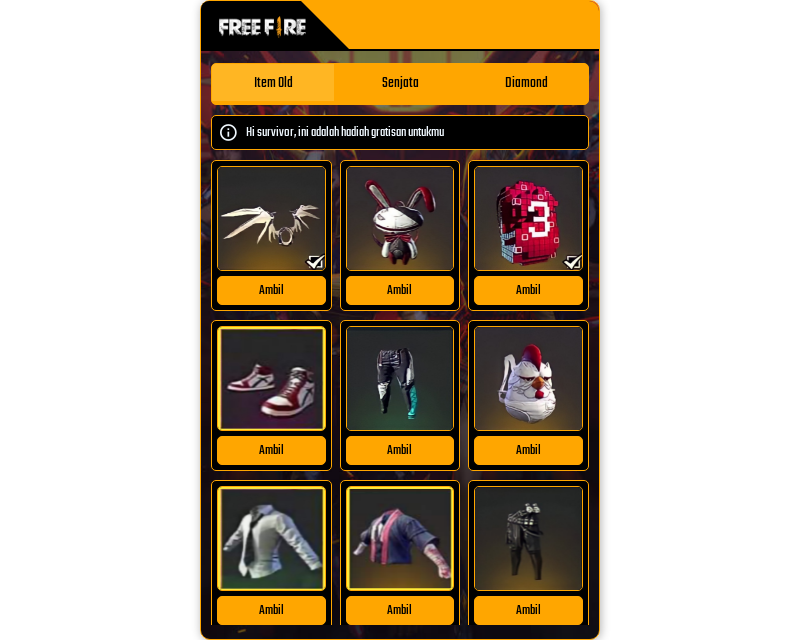 FREE FIRE
Item Old Senjata Diamond
Hi survivor, ini adalah hadiah gratisan untukmu
3
Ambil Ambil Ambil
Ambil Ambil Ambil
Ambil Ambil Ambil